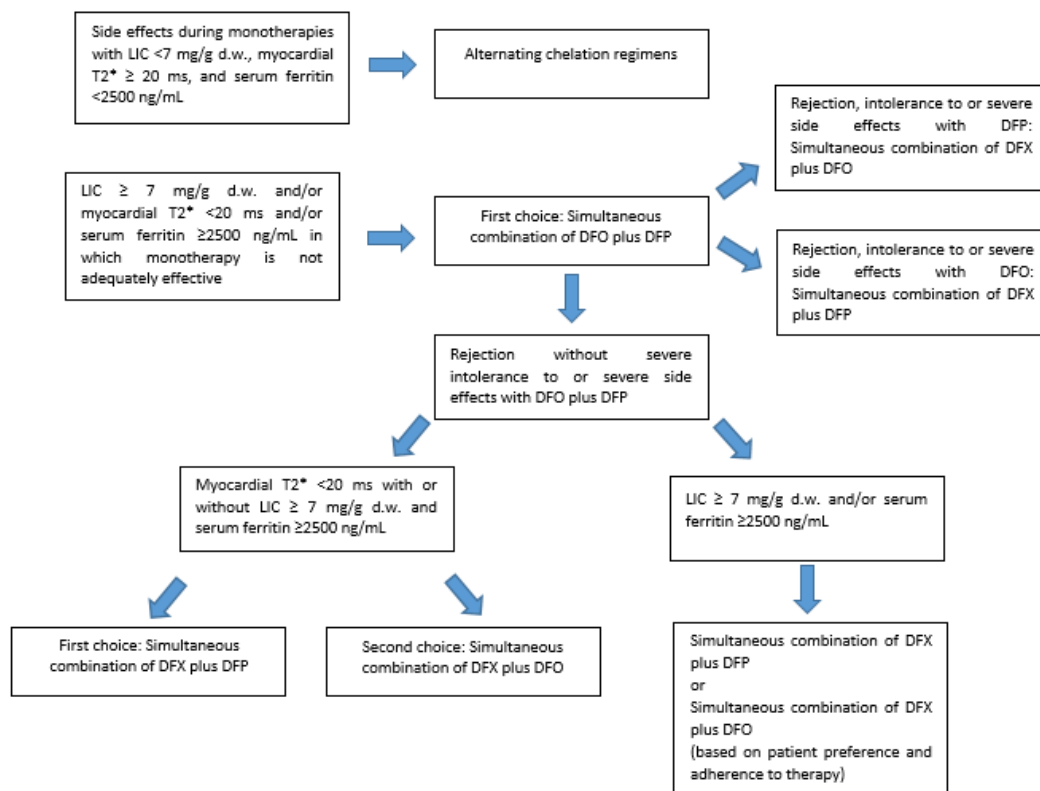 Side effects during monotherapies
with LIC <7 mg/g d.w., myocardial
T2* ≥ 20 ms, and serum ferritin
<2500 ng/mL
Alternating chelation regimens
Rejection, intolerance to or severe
side effects with DFP:
Simultaneous combination of DFX
plus DFO
LIC ≥ 7 mg/g d.w. and/or
myocardial T2* <20 ms and/or
serum ferritin ≥2500 ng/mL in
which monotherapy is not
adequately effective
First choice: Simultaneous
combination of DFO plus DFP
Rejection, intolerance to or severe
side effects with DFO:
Simultaneous combination of DFX
plus DFP
Rejection without severe
intolerance to or severe side
effects with DFO plus DFP
Myocardial T2* <20 ms with or
without LIC ≥ 7 mg/g d.w. and
serum ferritin ≥2500 ng/mL
LIC ≥ 7 mg/g d.w. and/or serum
ferritin ≥2500 ng/mL
First choice: Simultaneous
combination of DFX plus DFP
Second choice: Simultaneous
combination of DFX plus DFO
Simultaneous combination of DFX
plus DFP
or
Simultaneous combination of DFX
plus DFO
(based on patient preference and
adherence to therapy)